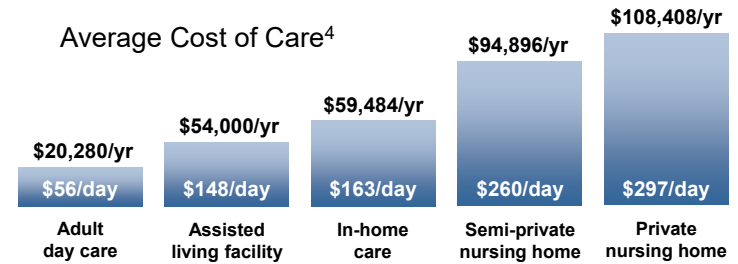 Average Cost of Care4
$20,280/yr
$56/day
Adult
day care
$54,000/yr
$148/day
Assisted
living facility
$59,484/yr
$163/day
In-home
care
$94,896/yr
$260/day
Semi-private
nursing home
$108,408/yr
$297/day
Private
nursing home